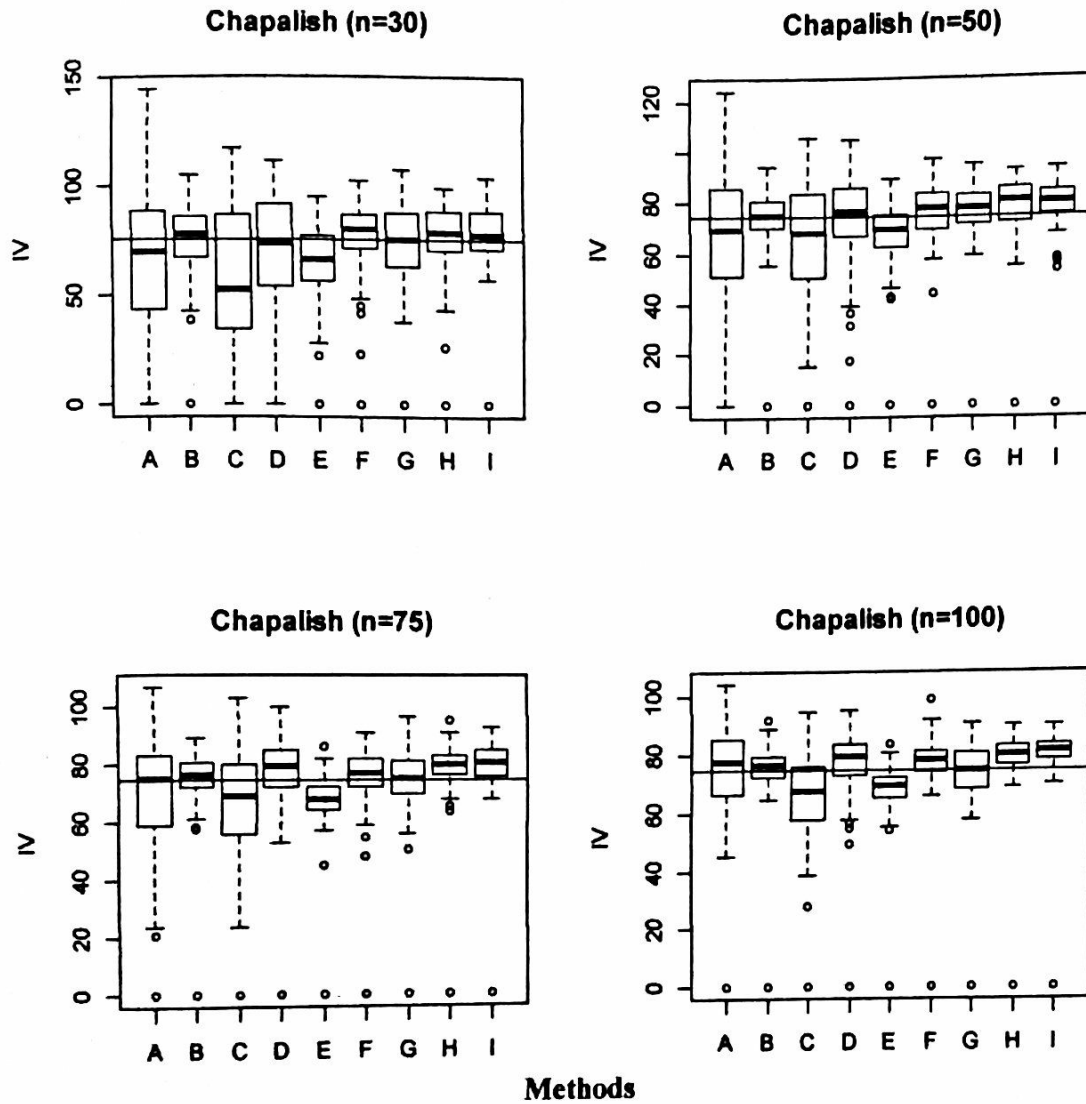 Chapalish (n=30)
Chapalish (n=50)
IV
0 50 100 150
A B C D E F G H I
IV
0 20 40 60 80 120
A B C D E F G H I
Chapalish (n=75)
Chapalish (n=100)
IV
0 20 40 60 80 100
A B C D E F G H I
IV
0 20 40 60 80 100
A B C D E F G H I
Methods